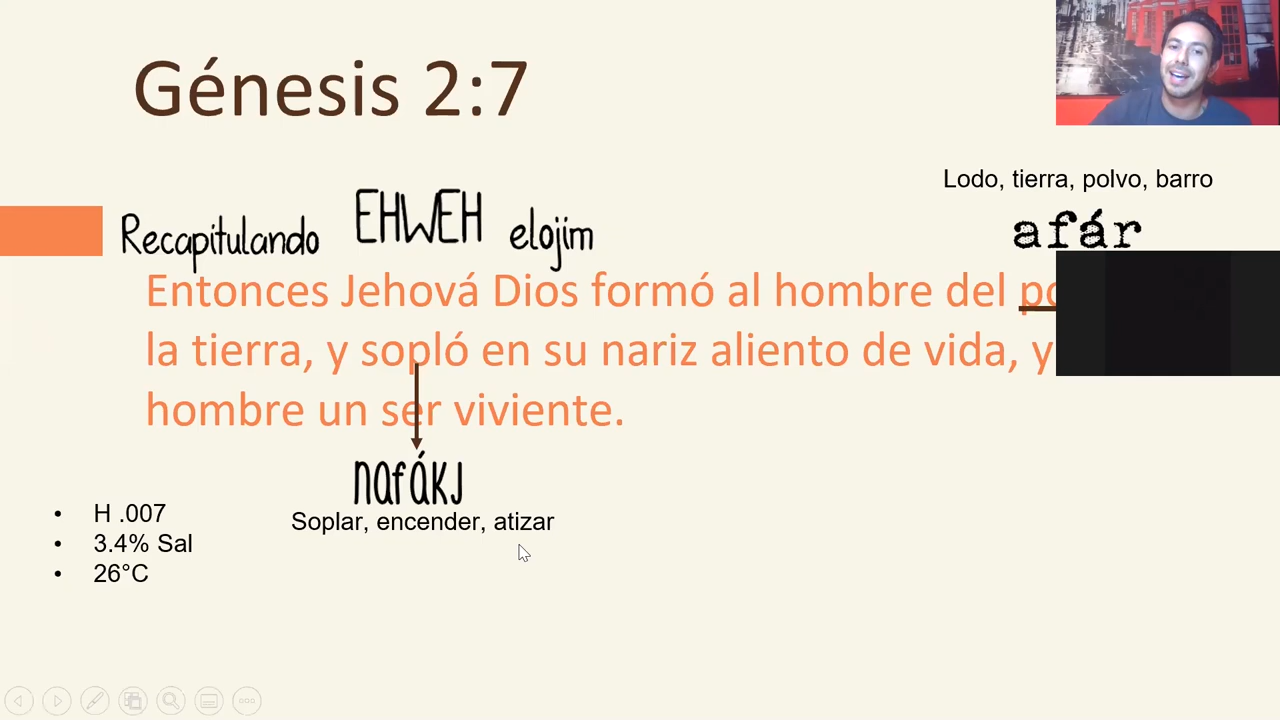 Génesis 2:7
Lodo, tierra, polvo, barro
Recapitulando EHWEH elojim afár
Entonces Jehová Dios formó al hombre del
la tierra, y sopló en su nariz aliento de vida, y
hombre un ser viviente.
nafákj
Soplar, encender, atizar
• H .007
• 3.4% Sal
• 26°C